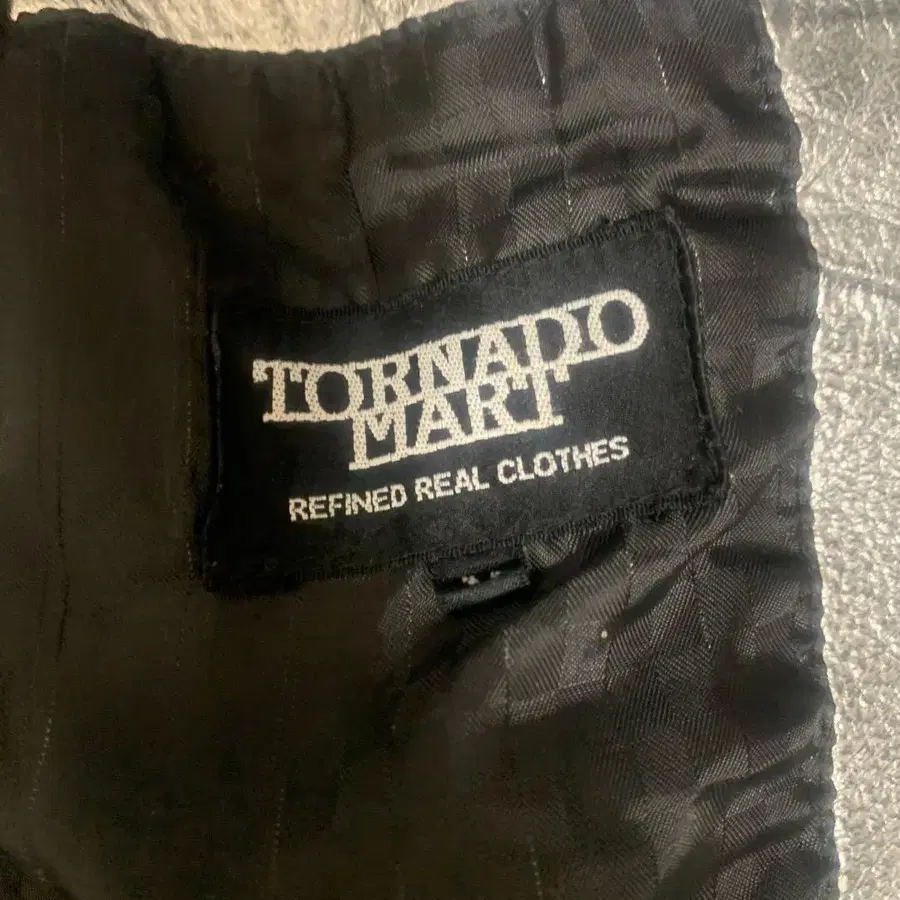 TORNADO
MART
REFINED REAL CLOTHES